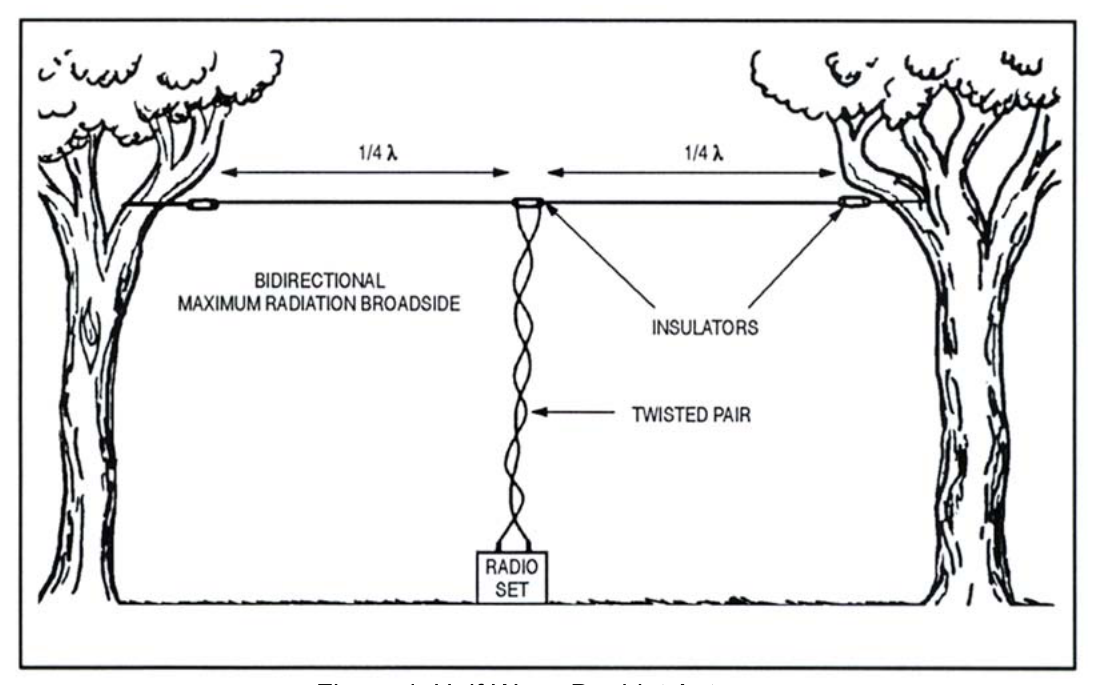 1/4 λ
1/4 λ
BIDIRECTIONAL
MAXIMUM RADIATION BROADSIDE
INSULATORS
TWISTED PAIR
RADIO
SET